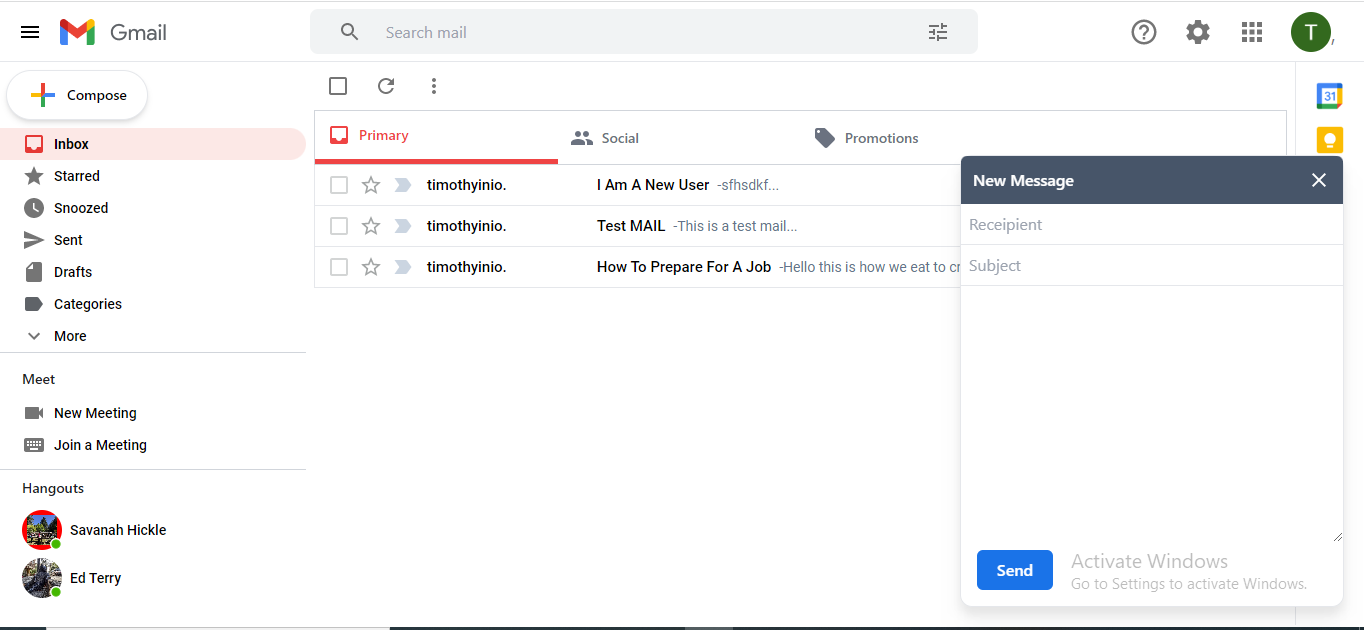 Gmail
Search mail
T,
Compose
Inbox
Starred
Snoozed
Sent
Drafts
Categories
More
Meet
New Meeting
Join a Meeting
Hangouts
Savanah Hickle
Ed Terry
Primary
Social
Promotions
timothyinio. I Am A New User -sfhsdkf...
timothyinio. Test MAIL -This is a test mail...
timothyinio. How To Prepare For A Job -Hello this is how we eat to cr
31
New Message
Receipient
Subject
Send
Activate Windows
Go to Settings to activate Windows.